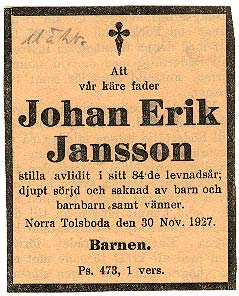 Att
vår käre fader
Johan Erik
Jansson
stilla avlidit i sitt 84:de levnadsår;
djupt sörjd och saknad av barn och
barnbarn samt vänner.
Norra Tolsboda den 30 Nov. 1927.
Barnen.
Ps. 473, 1 vers.